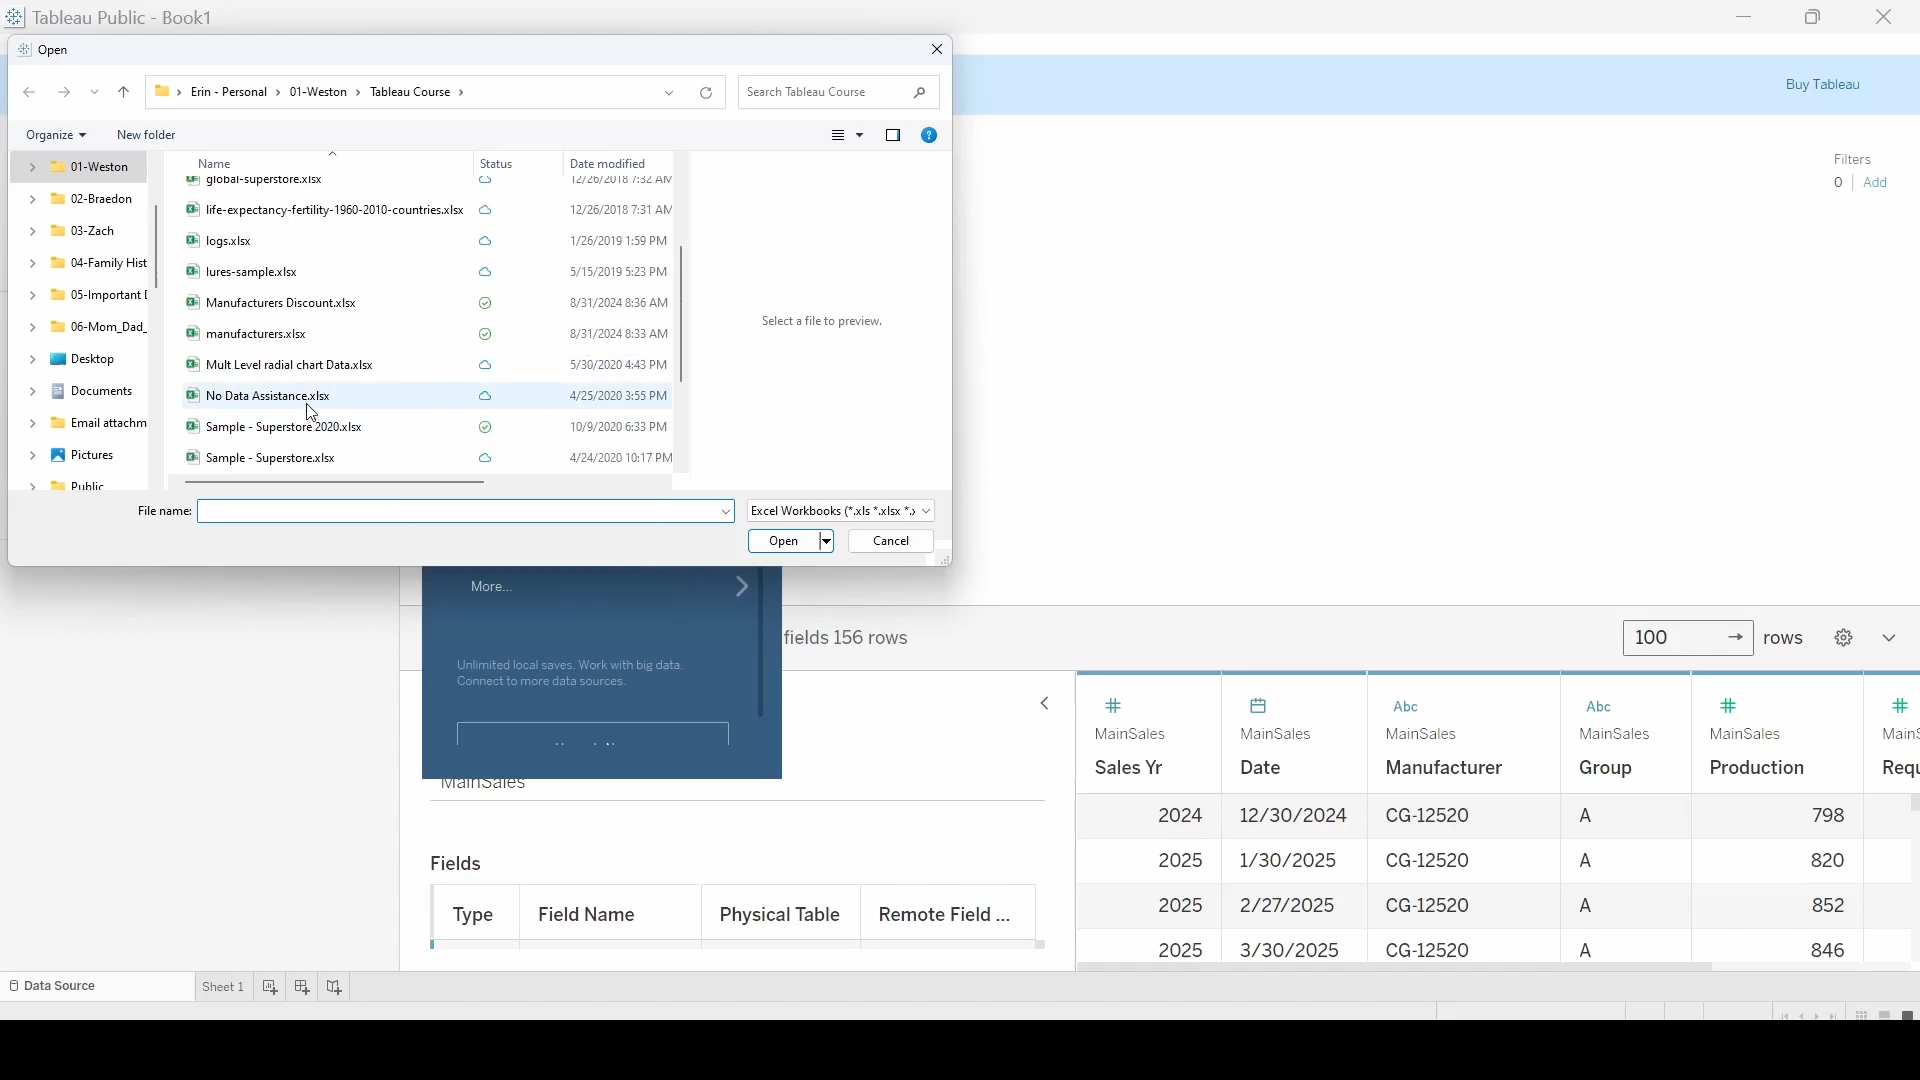 Tableau Public - Book1
Open
Erin - Personal
01-Weston
Tableau Course
Search Tableau Course
Buy Tableau
Organize
New folder
Filters
0
Add
Name
Status
Date modified
01-Weston
02-Braedon
03-Zach
04-Family Hist
05-Important
06-Mom_Dad_
Desktop
Documents
Email attachm
Pictures
Public
global-superstore.xlsx 12/26/2018 7:32 AM
life-expectancy-fertility-1960-2010-countries.xlsx 12/26/2018 7:31 AM
logs.xlsx 1/26/2019 1:59 PM
lures-sample.xlsx 5/15/2019 5:23 PM
Manufacturers Discount.xlsx 8/31/2024 8:36 AM
manufacturers.xlsx 8/31/2024 8:33 AM
Mult Level radial chart Data.xlsx 5/30/2020 4:43 PM
No Data Assistance.xlsx 4/25/2020 3:55 PM
Sample - Superstore 2020.xlsx 10/9/2020 6:33 PM
Sample - Superstore.xlsx 4/24/2020 10:17 PM
Select a file to preview.
File name:
Excel Workbooks (*.xls *.xlsx *.
Open
Cancel
More...
Unlimited local saves. Work with big data.
Connect to more data sources.
fields 156 rows
100
rows
MainSales
Fields
Type Field Name Physical Table Remote Field ...
Abc Abc
MainSales MainSales MainSales MainSales MainSales MainS
Sales Yr Date Manufacturer Group Production Requ
2024 12/30/2024 CG-12520 A 798
2025 1/30/2025 CG-12520 A 820
2025 2/27/2025 CG-12520 A 852
2025 3/30/2025 CG-12520 A 846
Data Source
Sheet 1